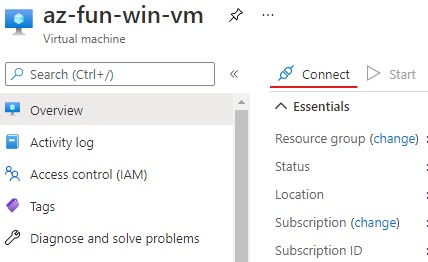 az-fun-win-vm
Virtual machine
Search (Ctrl+/)
«
Overview
Activity log
Access control (IAM)
Tags
Diagnose and solve problems
Connect
Start
Essentials
Resource group (change) :
Status :
Location :
Subscription (change) :
Subscription ID :